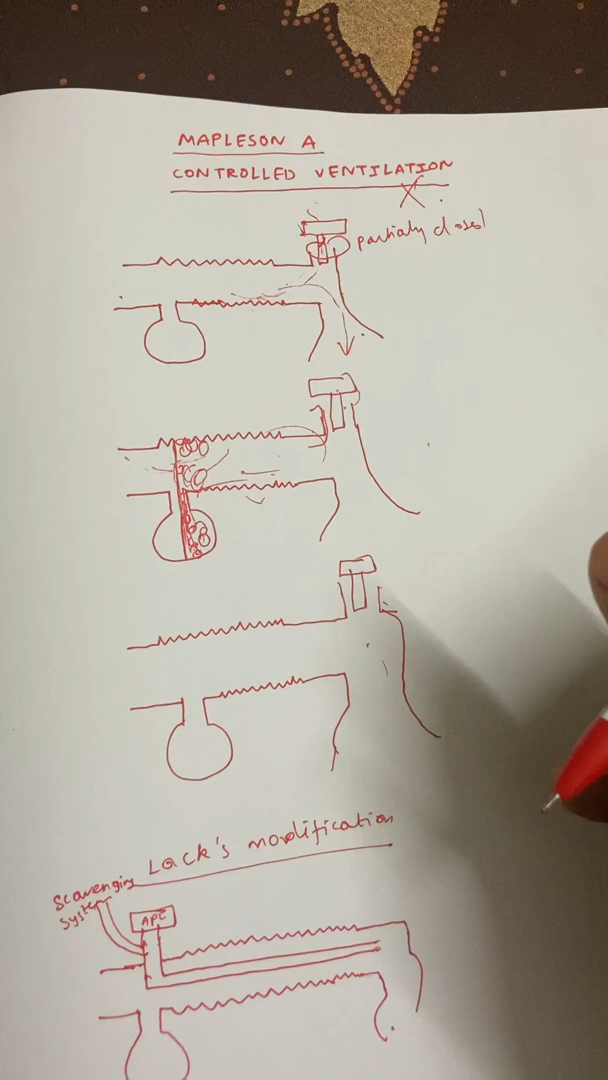 MAPLESON A
CONTROLLED VENTILATION
partially closed
Lack's modification
Scavenging
System
APL